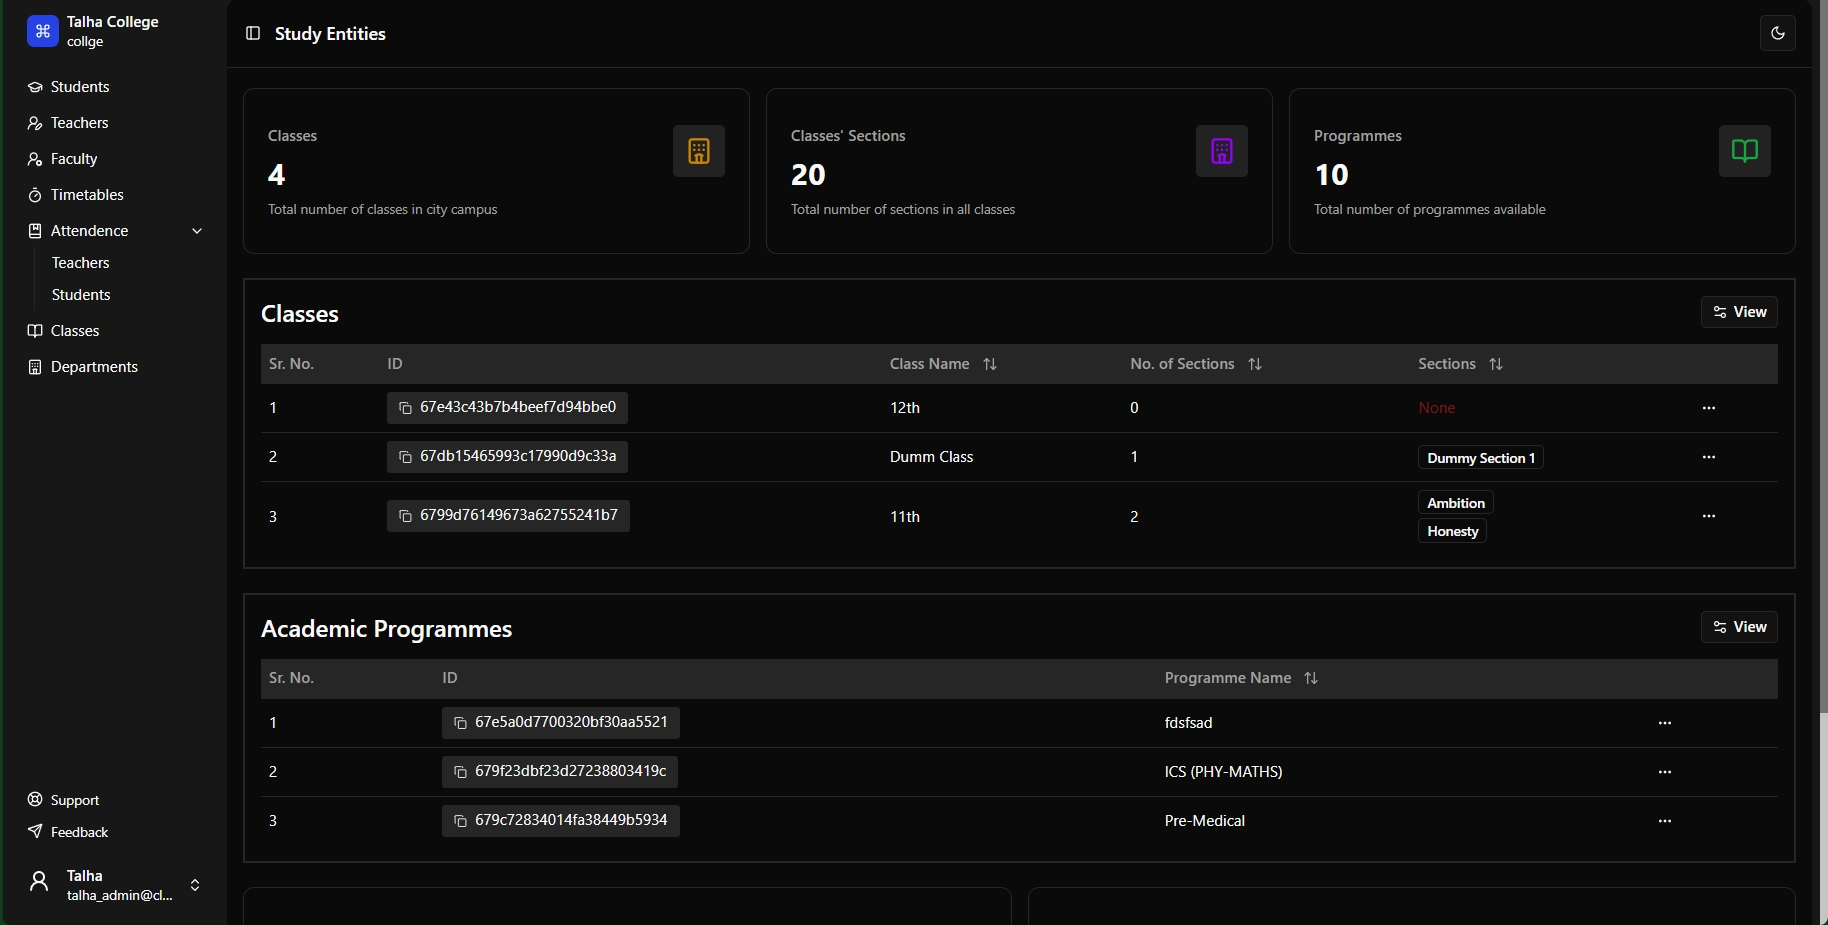 Talha College
collge
Students
Teachers
Faculty
Timetables
Attendence
Teachers
Students
Classes
Departments
Support
Feedback
Talha
talha_admin@cl...
Study Entities
Classes
4
Total number of classes in city campus
Classes' Sections
20
Total number of sections in all classes
Programmes
10
Total number of programmes available
Classes
View
Sr. No. ID Class Name No. of Sections Sections
1 67e43c43b7b4beef7d94bbe0 12th 0 None
2 67db15465993c17990d9c33a Dumm Class 1 Dummy Section 1
3 6799d76149673a62755241b7 11th 2 Ambition
Honesty
Academic Programmes
View
Sr. No. ID Programme Name
1 67e5a0d7700320bf30aa5521 fdsfsad
2 679f23dbf23d27238803419c ICS (PHY-MATHS)
3 679c72834014fa38449b5934 Pre-Medical